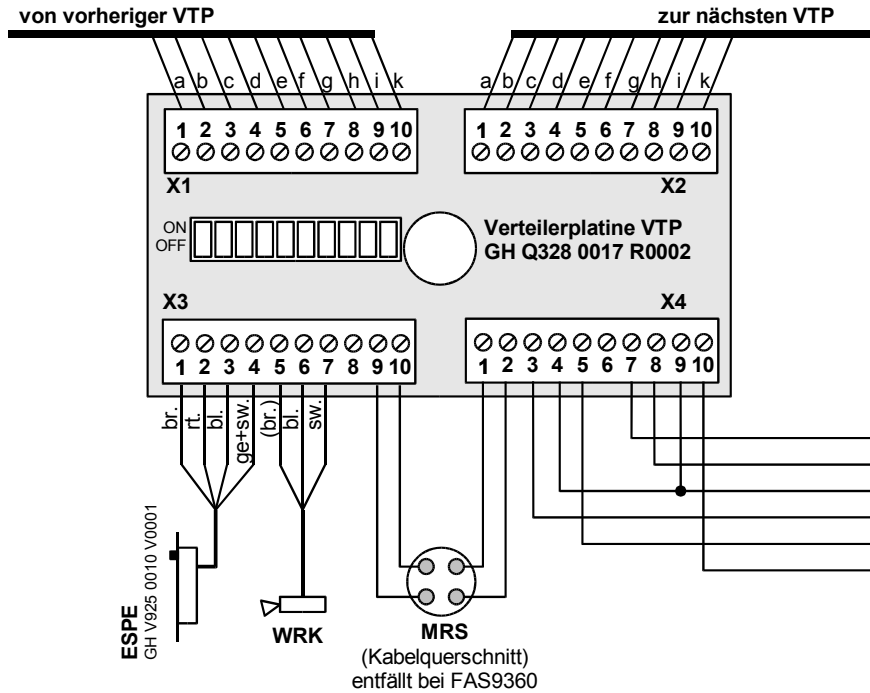 von vorheriger VTP
zur nächsten VTP
a b c d e f g h i k
a b c d e f g h i k
1 2 3 4 5 6 7 8 9 10
1 2 3 4 5 6 7 8 9 10
X1
X2
ON
OFF
Verteilerplatine VTP
GH Q328 0017 R0002
X3
X4
1 2 3 4 5 6 7 8 9 10
1 2 3 4 5 6 7 8 9 10
br.
rt.
bl.
ge+sw.
(br.)
bl.
sw.
ESPE
GH V925 0010 V0001
WRK
MRS
(Kabelquerschnitt)
entfällt bei FAS9360